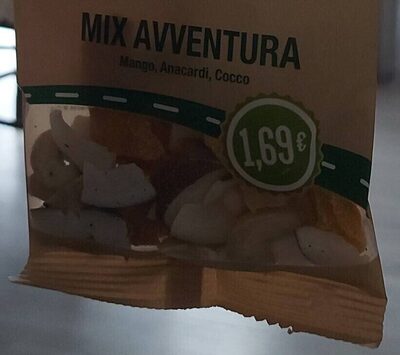 MIX AVVENTURA
Mango, Anacardi, Cocco
1,69€